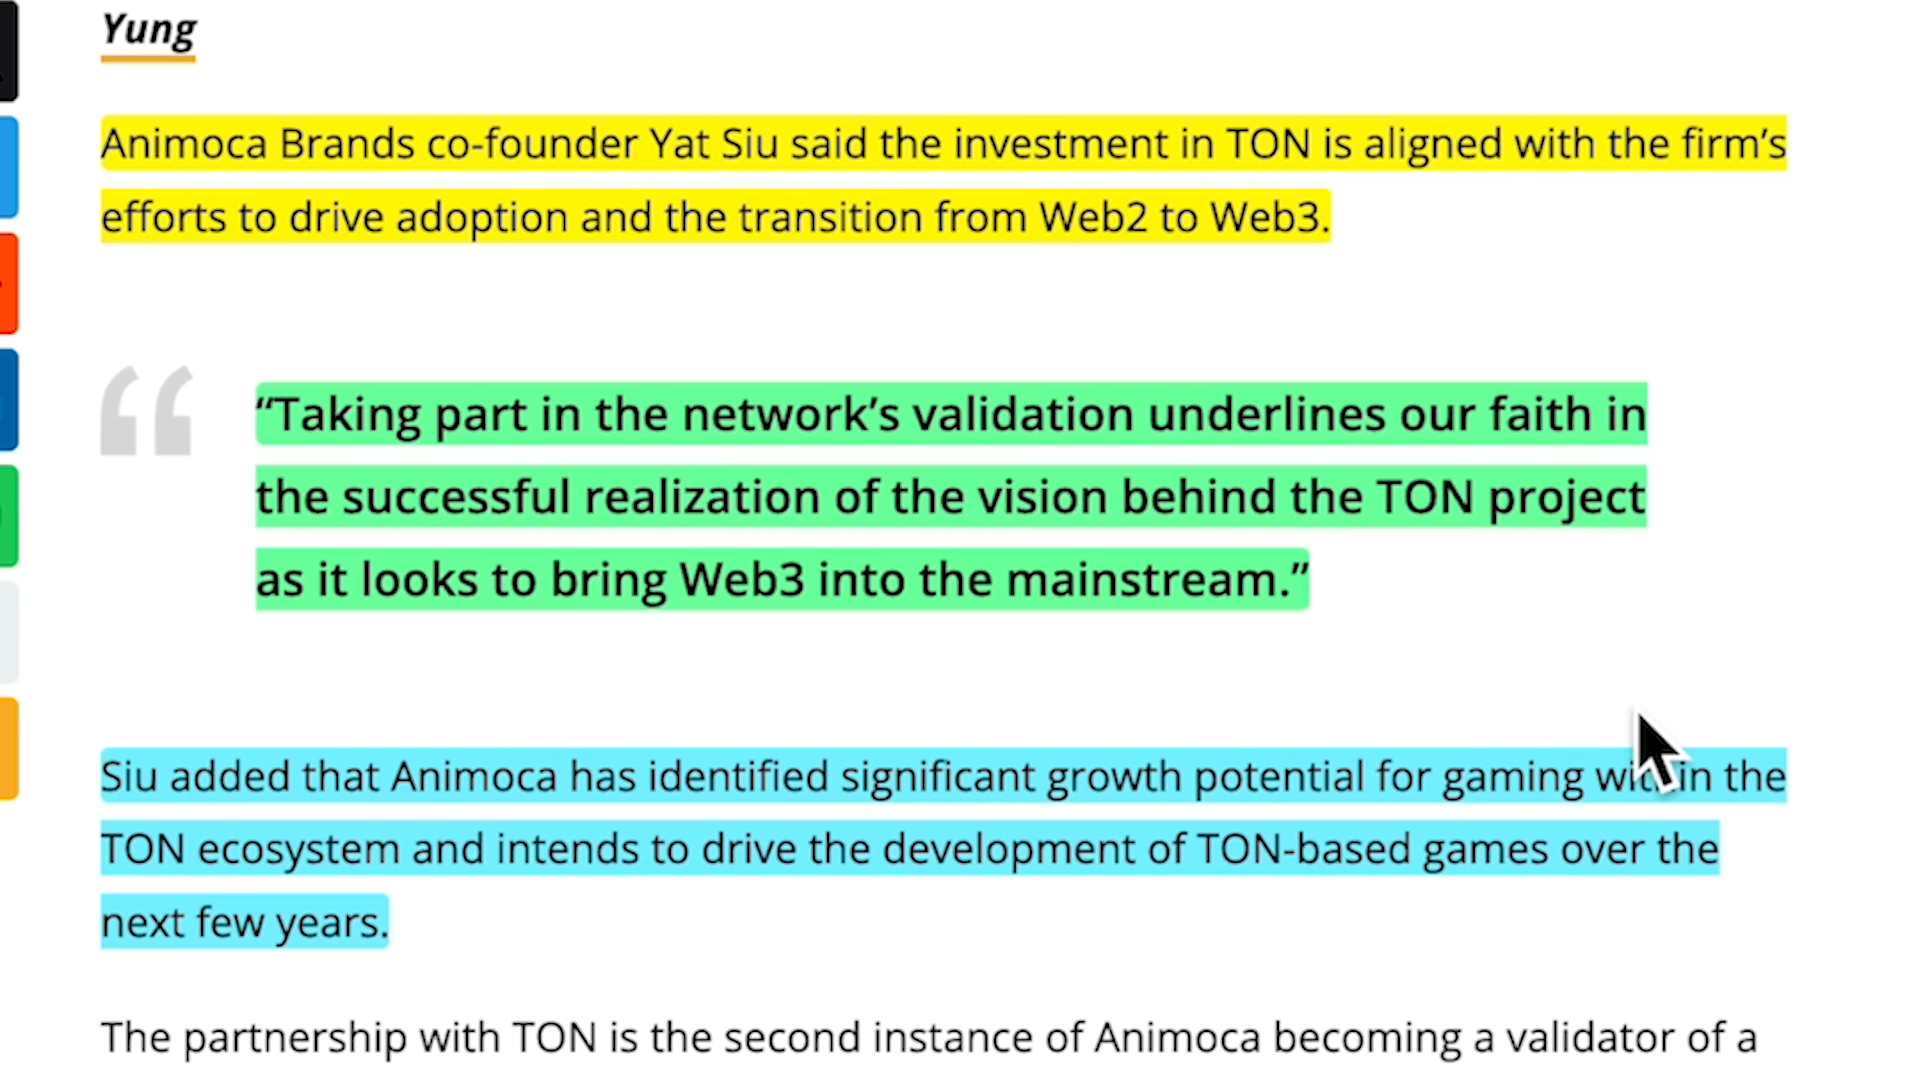 Yung
Animoca Brands co-founder Yat Siu said the investment in TON is aligned with the firm’s
efforts to drive adoption and the transition from Web2 to Web3.
“Taking part in the network’s validation underlines our faith in
the successful realization of the vision behind the TON project
as it looks to bring Web3 into the mainstream.”
Siu added that Animoca has identified significant growth potential for gaming within the
TON ecosystem and intends to drive the development of TON-based games over the
next few years.
The partnership with TON is the second instance of Animoca becoming a validator of a